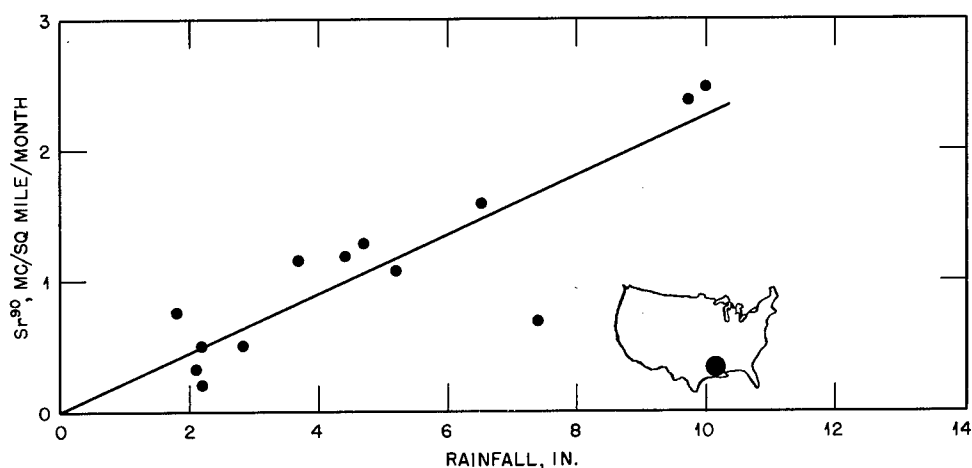 3
2
1
0
Sr⁹⁰, MC/SQ MILE/MONTH
0 2 4 6 8 10 12 14
RAINFALL, IN.